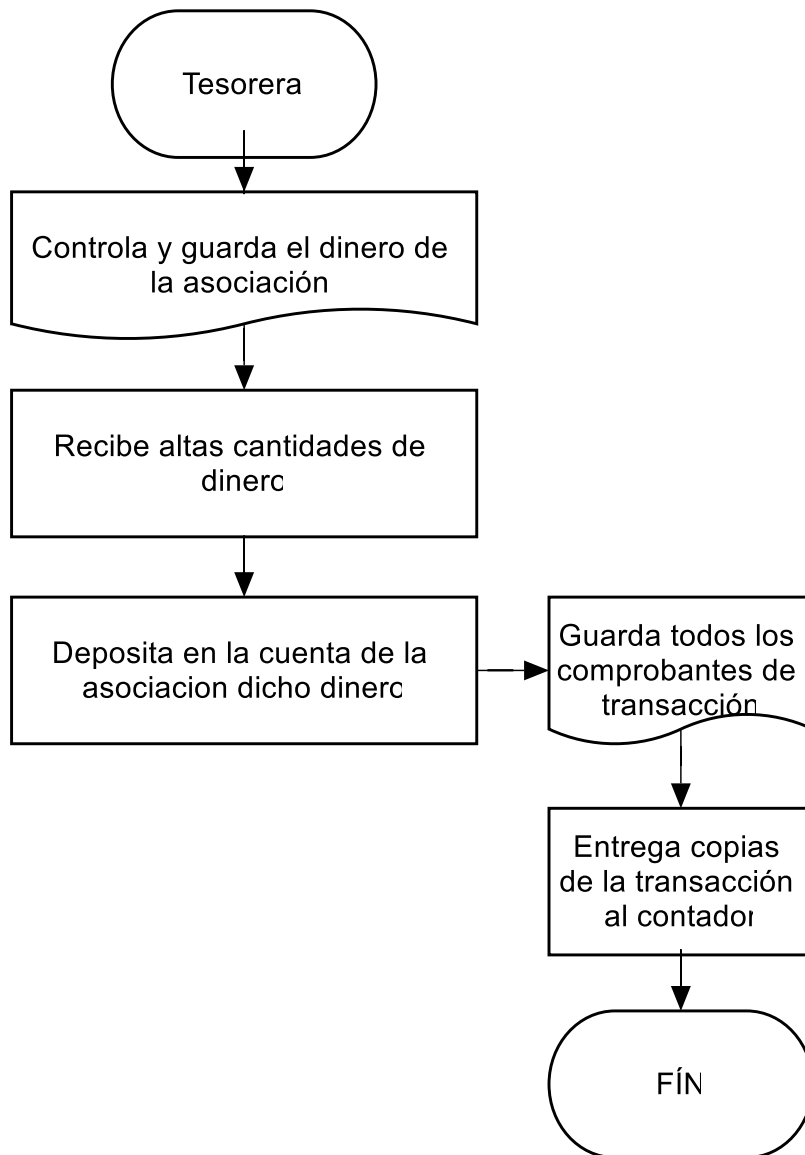 Tesorera
Controla y guarda el dinero de
la asociación
Recibe altas cantidades de
dinero
Deposita en la cuenta de la
asociacion dicho dinero
Guarda todos los
comprobantes de
transacción
Entrega copias
de la transacción
al contador
FÍN